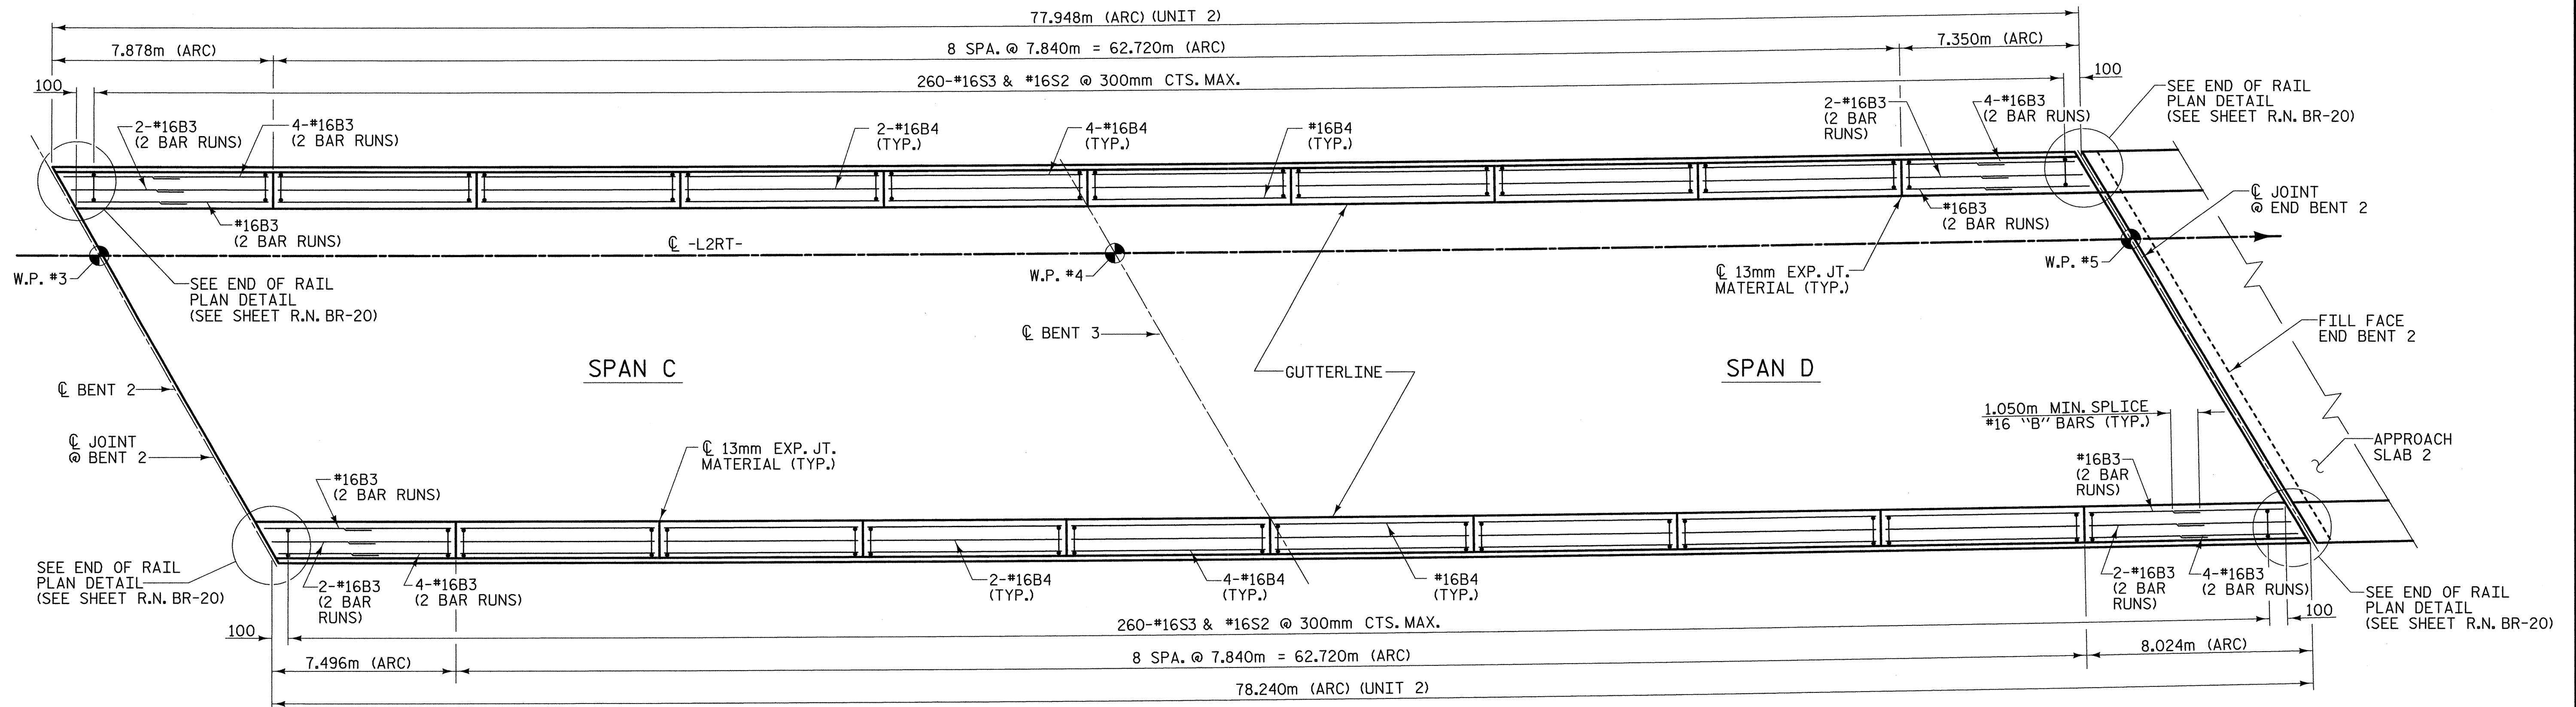 77.948m (ARC) (UNIT 2)
7.878m (ARC)
8 SPA. @ 7.840m = 62.720m (ARC)
7.350m (ARC)
100
260-#16S3 & #16S2 @ 300mm CTS. MAX.
100
SEE END OF RAIL
PLAN DETAIL
(SEE SHEET R.N. BR-20)
2-#16B3
(2 BAR RUNS)
4-#16B3
(2 BAR RUNS)
2-#16B4
(TYP.)
4-#16B4
(TYP.)
#16B4
(TYP.)
2-#16B3
(2 BAR
RUNS)
4-#16B3
(2 BAR RUNS)
#16B3
(2 BAR RUNS)
#16B3
(2 BAR RUNS)
℄ JOINT
@ END BENT 2
℄ -L2RT-
W.P. #3
W.P. #4
W.P. #5
SEE END OF RAIL
PLAN DETAIL
(SEE SHEET R.N. BR-20)
℄ 13mm EXP. JT.
MATERIAL (TYP.)
℄ BENT 3
FILL FACE
END BENT 2
SPAN C
GUTTERLINE
SPAN D
℄ BENT 2
℄ JOINT
@ BENT 2
℄ 13mm EXP. JT.
MATERIAL (TYP.)
1.050m MIN. SPLICE
#16 "B" BARS (TYP.)
APPROACH
SLAB 2
#16B3
(2 BAR RUNS)
#16B3
(2 BAR
RUNS)
SEE END OF RAIL
PLAN DETAIL
(SEE SHEET R.N. BR-20)
2-#16B3
(2 BAR
RUNS)
4-#16B3
(2 BAR RUNS)
2-#16B4
(TYP.)
4-#16B4
(TYP.)
#16B4
(TYP.)
2-#16B3
(2 BAR
RUNS)
4-#16B3
(2 BAR RUNS)
SEE END OF RAIL
PLAN DETAIL
(SEE SHEET R.N. BR-20)
100
260-#16S3 & #16S2 @ 300mm CTS. MAX.
100
7.496m (ARC)
8 SPA. @ 7.840m = 62.720m (ARC)
8.024m (ARC)
78.240m (ARC) (UNIT 2)